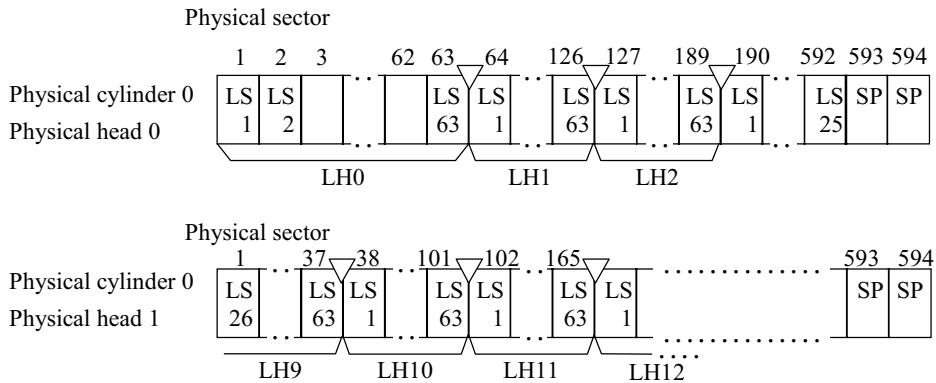 Physical sector
1 2 3 62 63 64 126 127 189 190 592 593 594
Physical cylinder 0
LS LS LS LS LS LS LS LS LS SP SP
Physical head 0
1 2 63 1 63 1 63 1 25
LH0 LH1 LH2
Physical sector
1 37 38 101 102 165 593 594
Physical cylinder 0
LS LS LS LS LS LS LS SP SP
Physical head 1
26 63 1 63 1 63 1
LH9 LH10 LH11 LH12